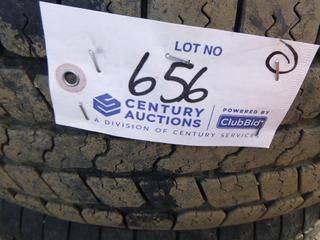 LOT NO
656
CENTURY
AUCTIONS
POWERED BY
ClubBid
A DIVISION OF CENTURY SERVICES